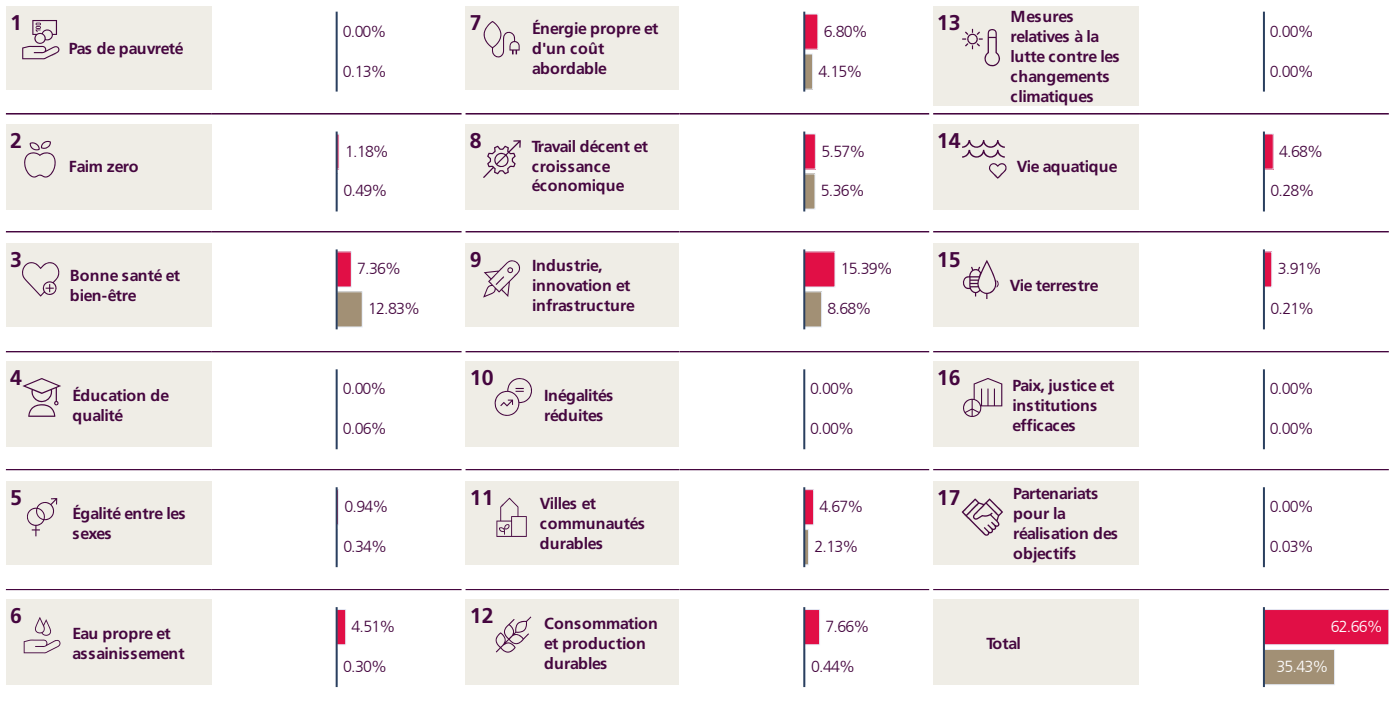 1
Pas de pauvreté
0.00%
0.13%
2
Faim zero
1.18%
0.49%
3
Bonne santé et
bien-être
7.36%
12.83%
4
Éducation de
qualité
0.00%
0.06%
5
Égalité entre les
sexes
0.94%
0.34%
6
Eau propre et
assainissement
4.51%
0.30%
7
Énergie propre et
d'un coût
abordable
6.80%
4.15%
8
Travail décent et
croissance
économique
5.57%
5.36%
9
Industrie,
innovation et
infrastructure
15.39%
8.68%
10
Inégalités
réduites
0.00%
0.00%
11
Villes et
communautés
durables
4.67%
2.13%
12
Consommation
et production
durables
7.66%
0.44%
13
Mesures
relatives à la
lutte contre les
changements
climatiques
0.00%
0.00%
14
Vie aquatique
4.68%
0.28%
15
Vie terrestre
3.91%
0.21%
16
Paix, justice et
institutions
efficaces
0.00%
0.00%
17
Partenariats
pour la
réalisation des
objectifs
0.00%
0.03%
Total
62.66%
35.43%